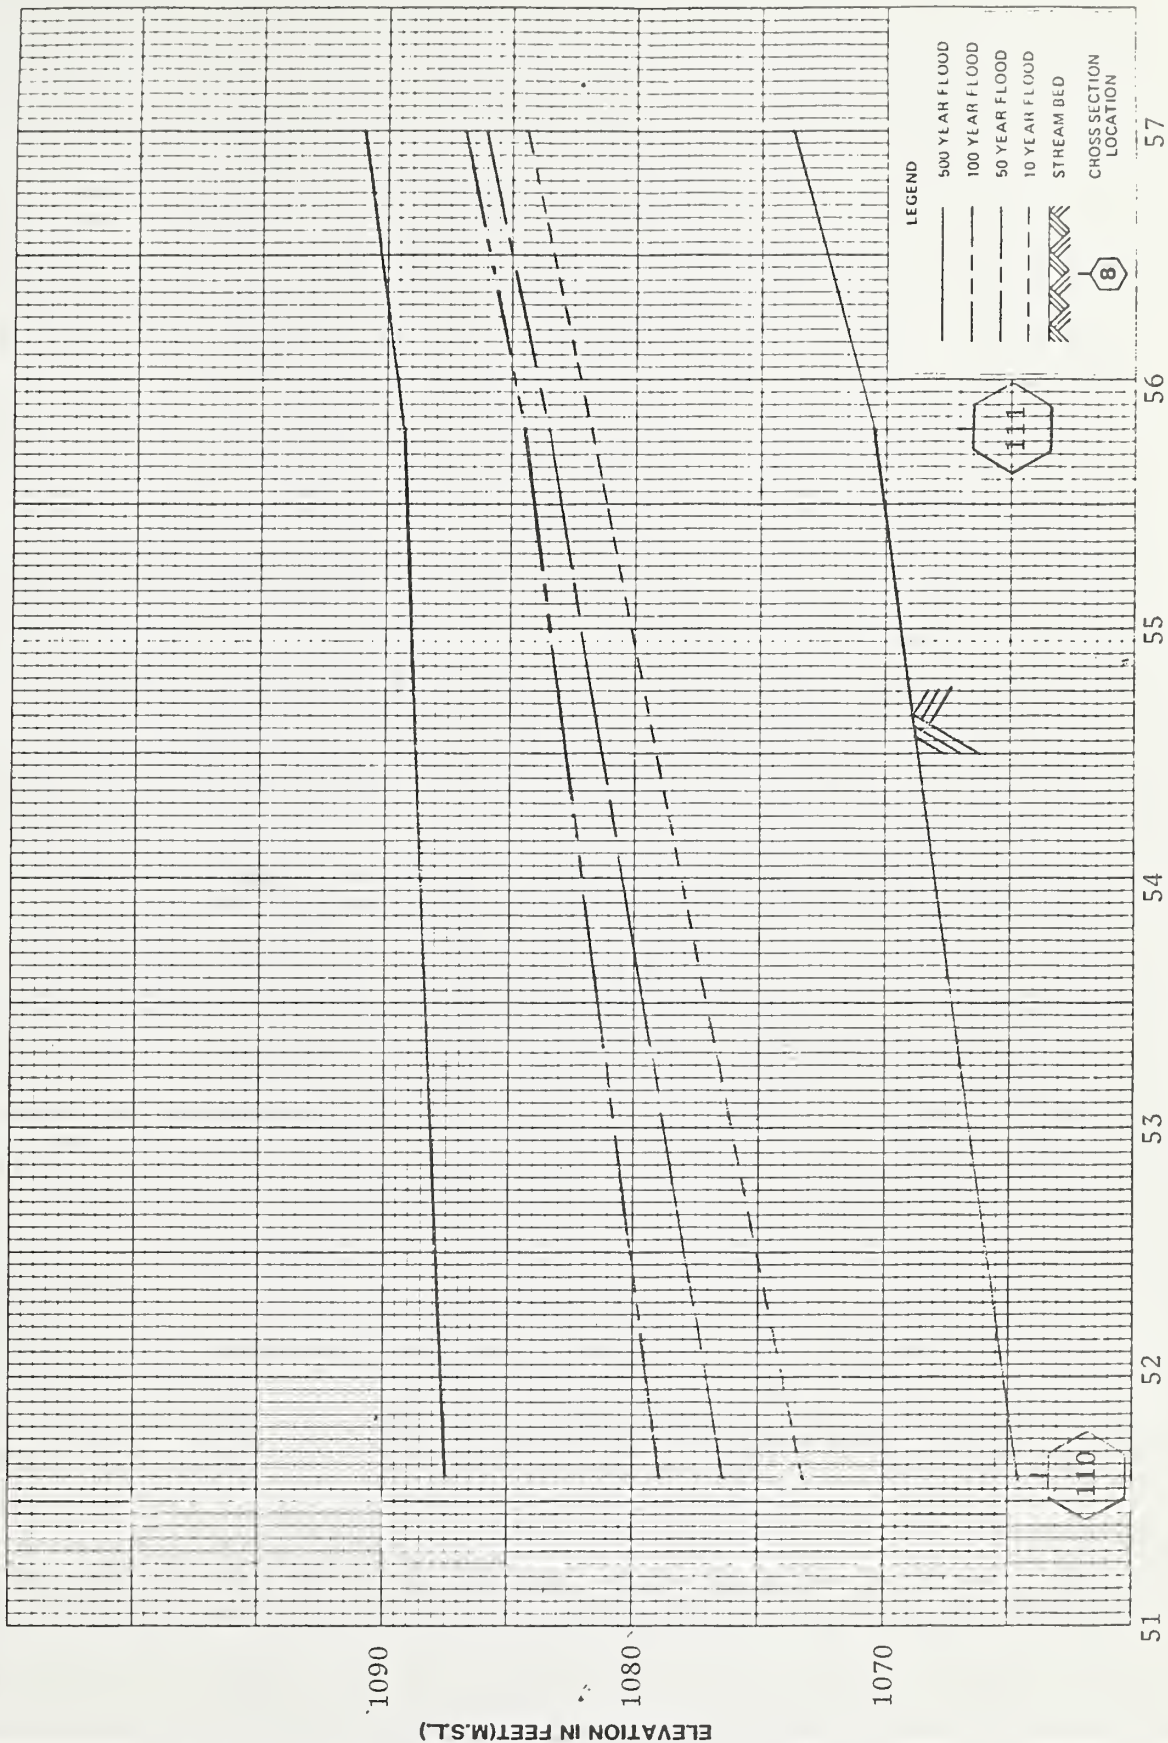 ELEVATION IN FEET(M.S.L.)
1090
1080
1070
51
52
53
54
55
56
57
110
111
LEGEND
500 YEAR FLOOD
100 YEAR FLOOD
50 YEAR FLOOD
10 YEAR FLOOD
STREAM BED
8
CROSS SECTION
LOCATION